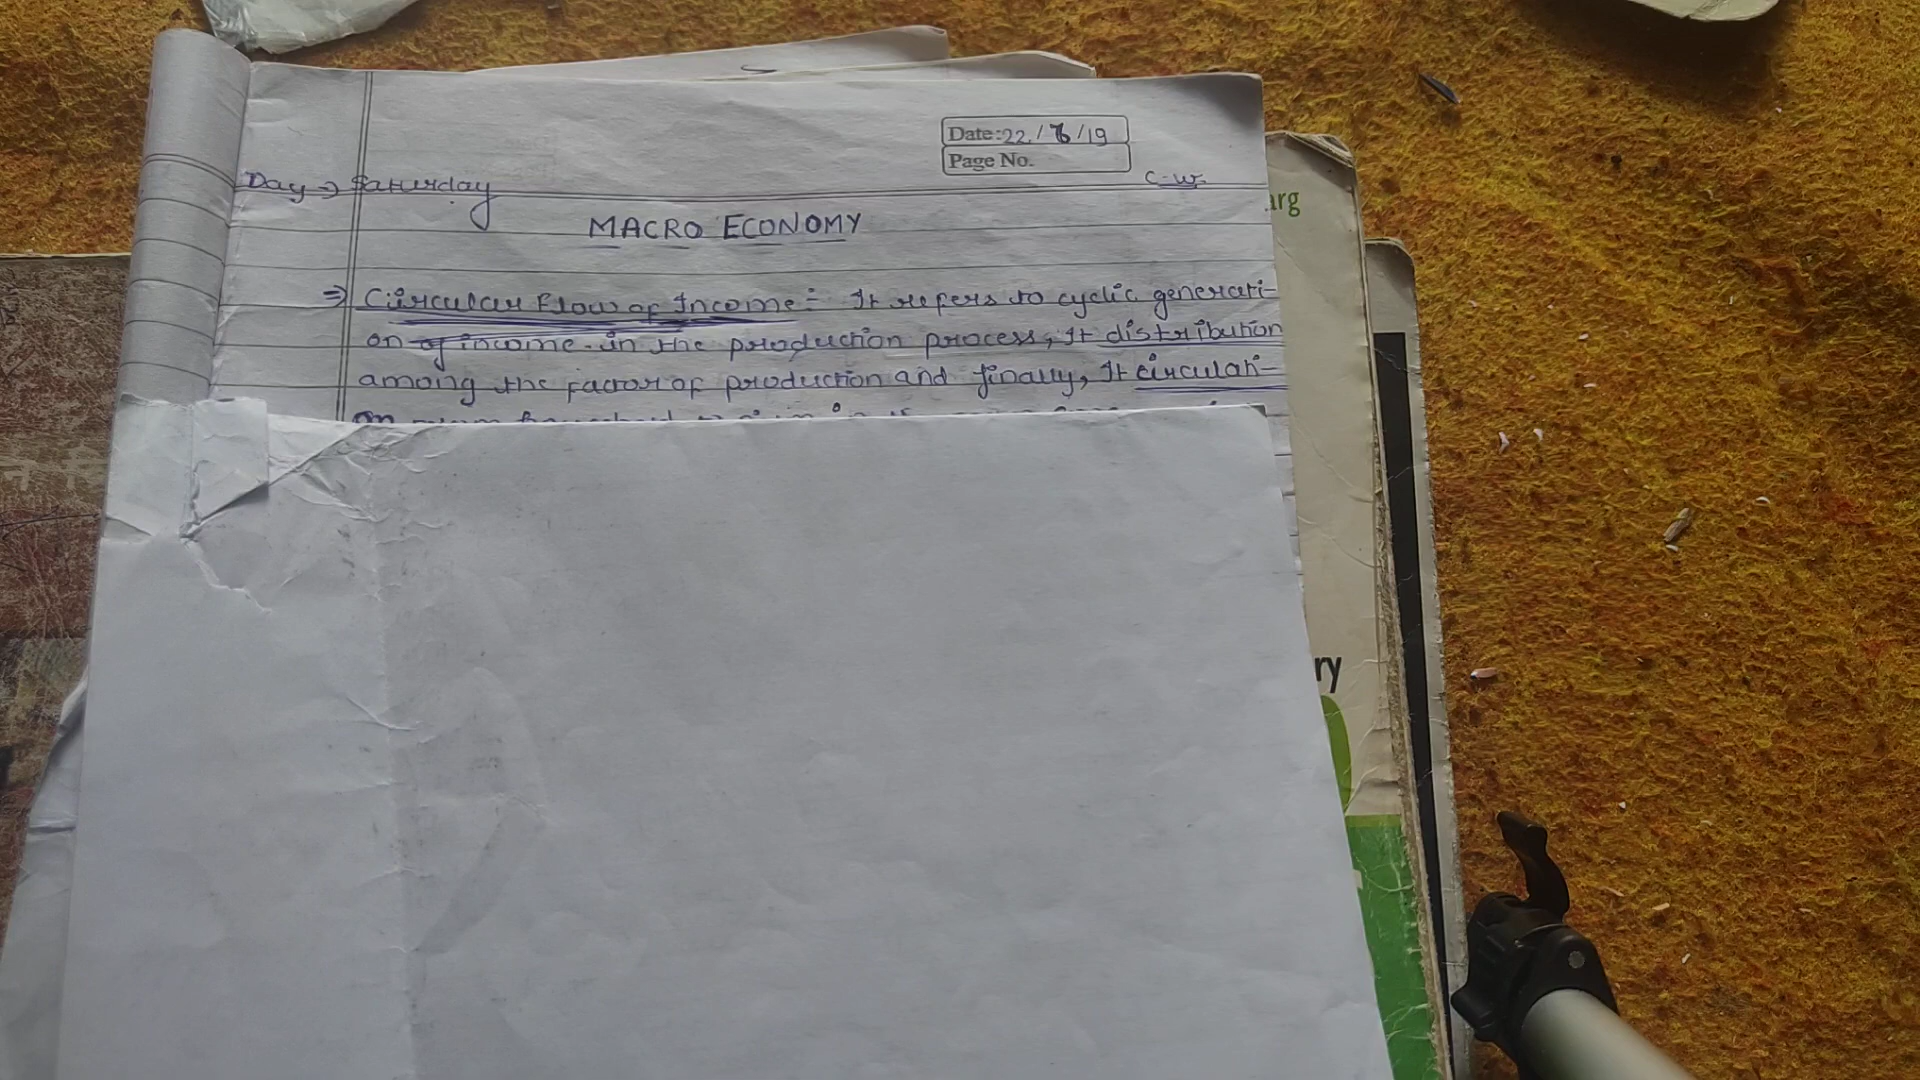 Date:22/6/19
Page No.
Day → Saturday
C.W.
MACRO ECONOMY
⇒ Circular Flow of Income:- It refers to cyclic generati-
on of income in the production process, It distribution
among the factor of production and finally, It circulati-
on
arg
ry